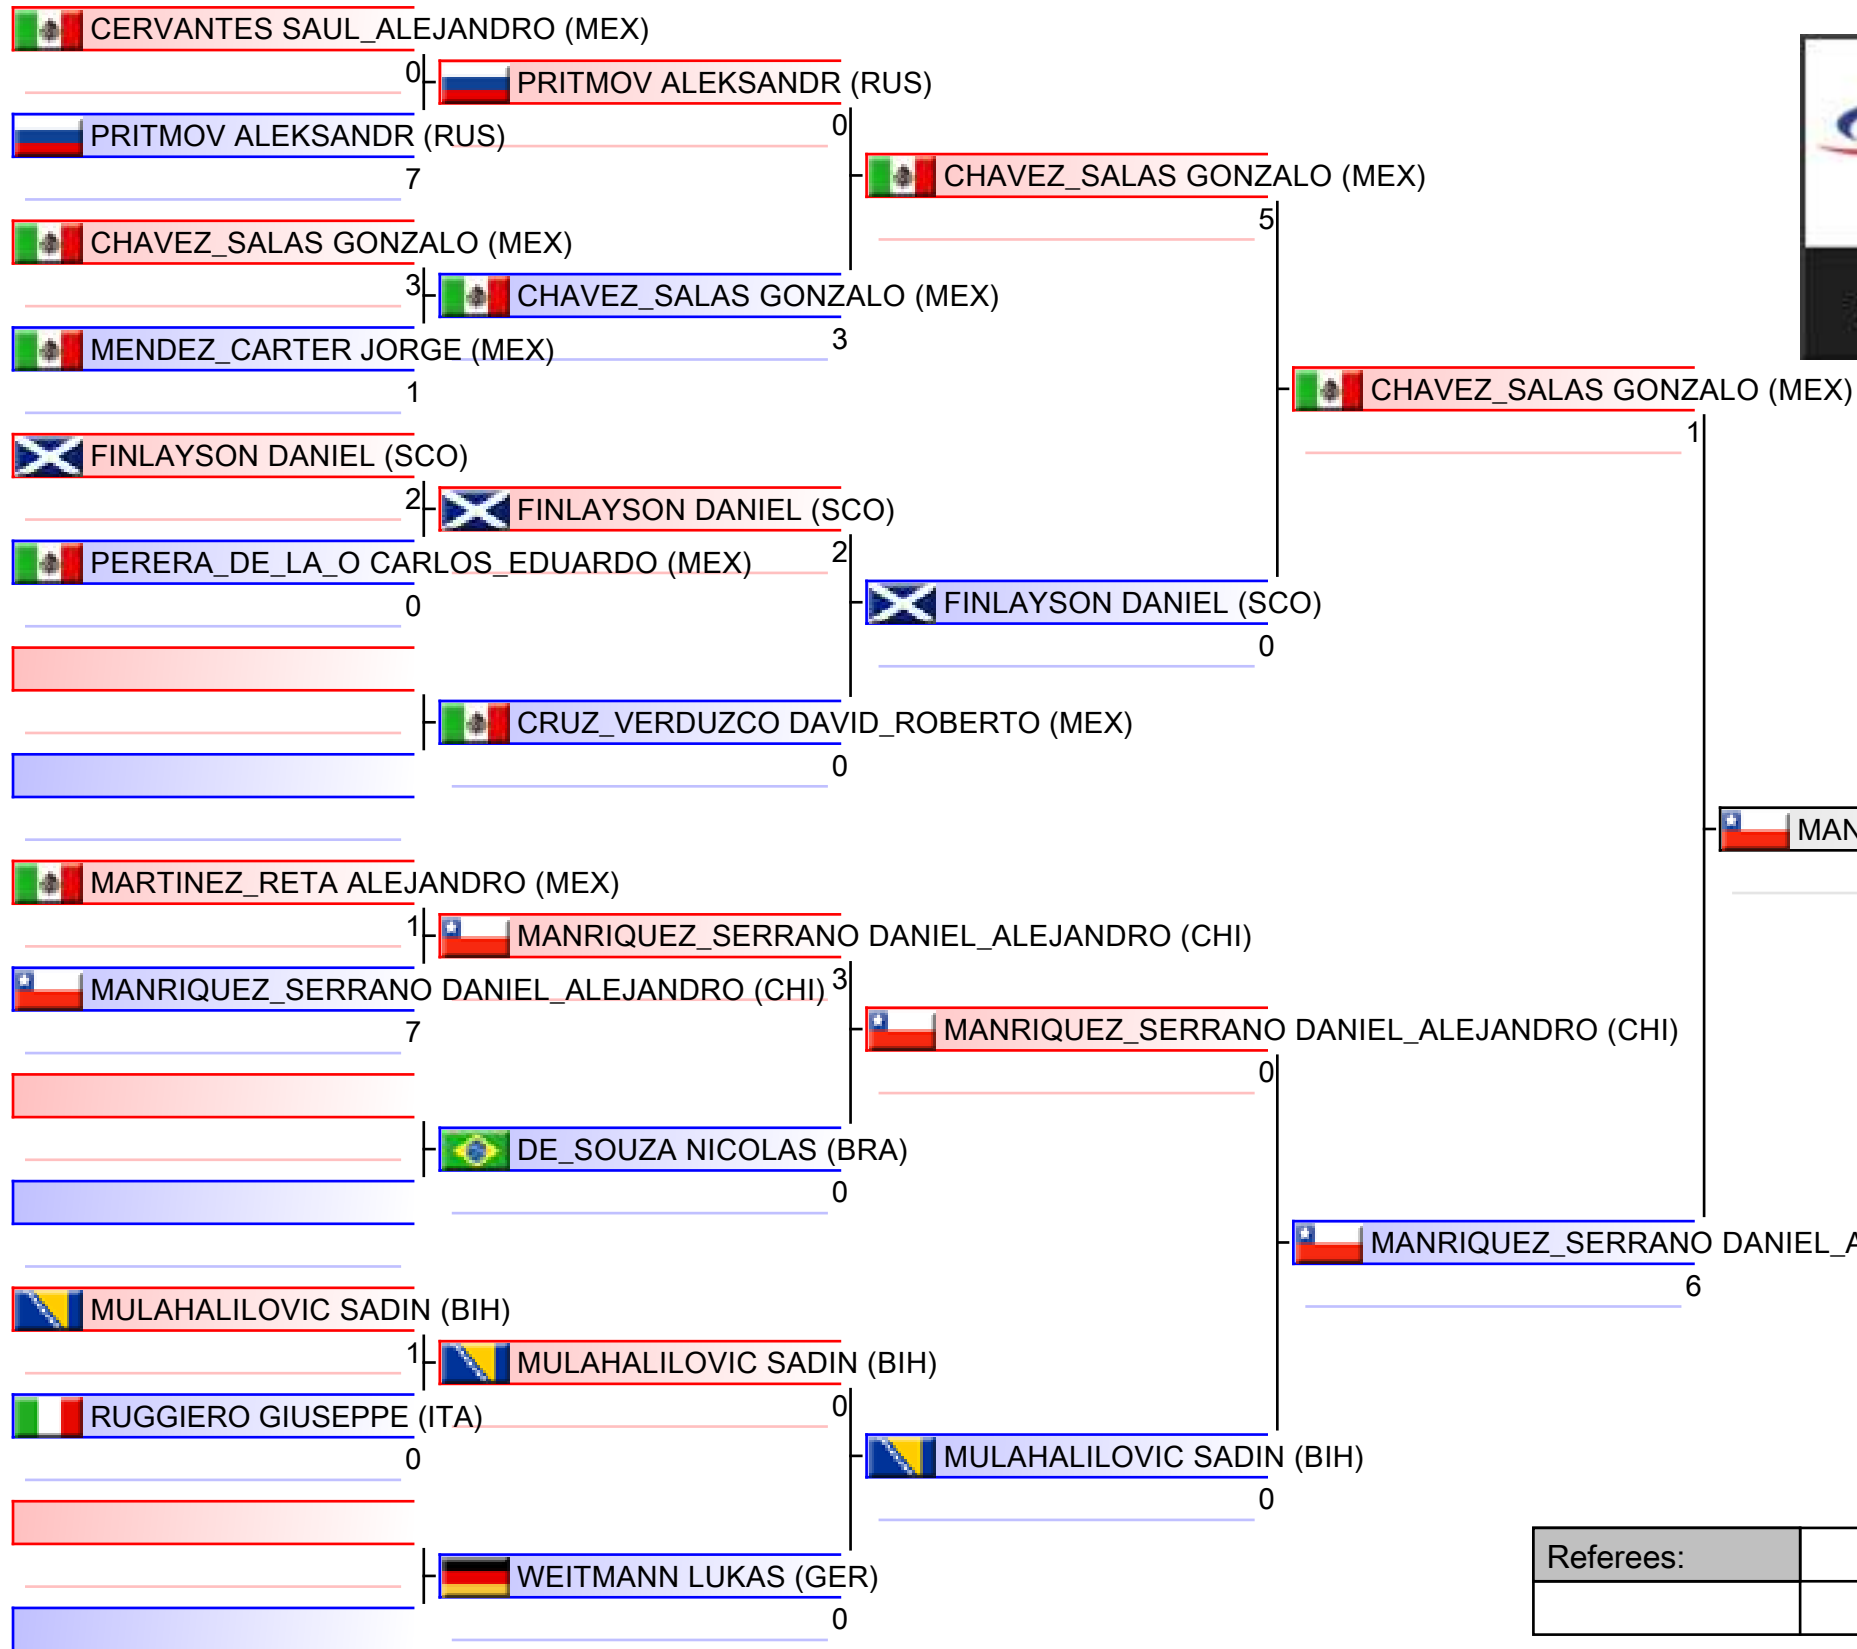 CERVANTES SAUL_ALEJANDRO (MEX)
0
PRITMOV ALEKSANDR (RUS)
PRITMOV ALEKSANDR (RUS)
0
7
CHAVEZ_SALAS GONZALO (MEX)
5
CHAVEZ_SALAS GONZALO (MEX)
3
CHAVEZ_SALAS GONZALO (MEX)
3
MENDEZ_CARTER JORGE (MEX)
1
CHAVEZ_SALAS GONZALO (MEX)
1
FINLAYSON DANIEL (SCO)
2
FINLAYSON DANIEL (SCO)
2
PERERA_DE_LA_O CARLOS_EDUARDO (MEX)
0
FINLAYSON DANIEL (SCO)
0
CRUZ_VERDUZCO DAVID_ROBERTO (MEX)
0
MAN
MARTINEZ_RETA ALEJANDRO (MEX)
1
MANRIQUEZ_SERRANO DANIEL_ALEJANDRO (CHI)
3
MANRIQUEZ_SERRANO DANIEL_ALEJANDRO (CHI)
7
MANRIQUEZ_SERRANO DANIEL_ALEJANDRO (CHI)
0
DE_SOUZA NICOLAS (BRA)
0
MANRIQUEZ_SERRANO DANIEL_A
6
MULAHALILOVIC SADIN (BIH)
1
MULAHALILOVIC SADIN (BIH)
0
RUGGIERO GIUSEPPE (ITA)
0
MULAHALILOVIC SADIN (BIH)
0
WEITMANN LUKAS (GER)
0
Referees: